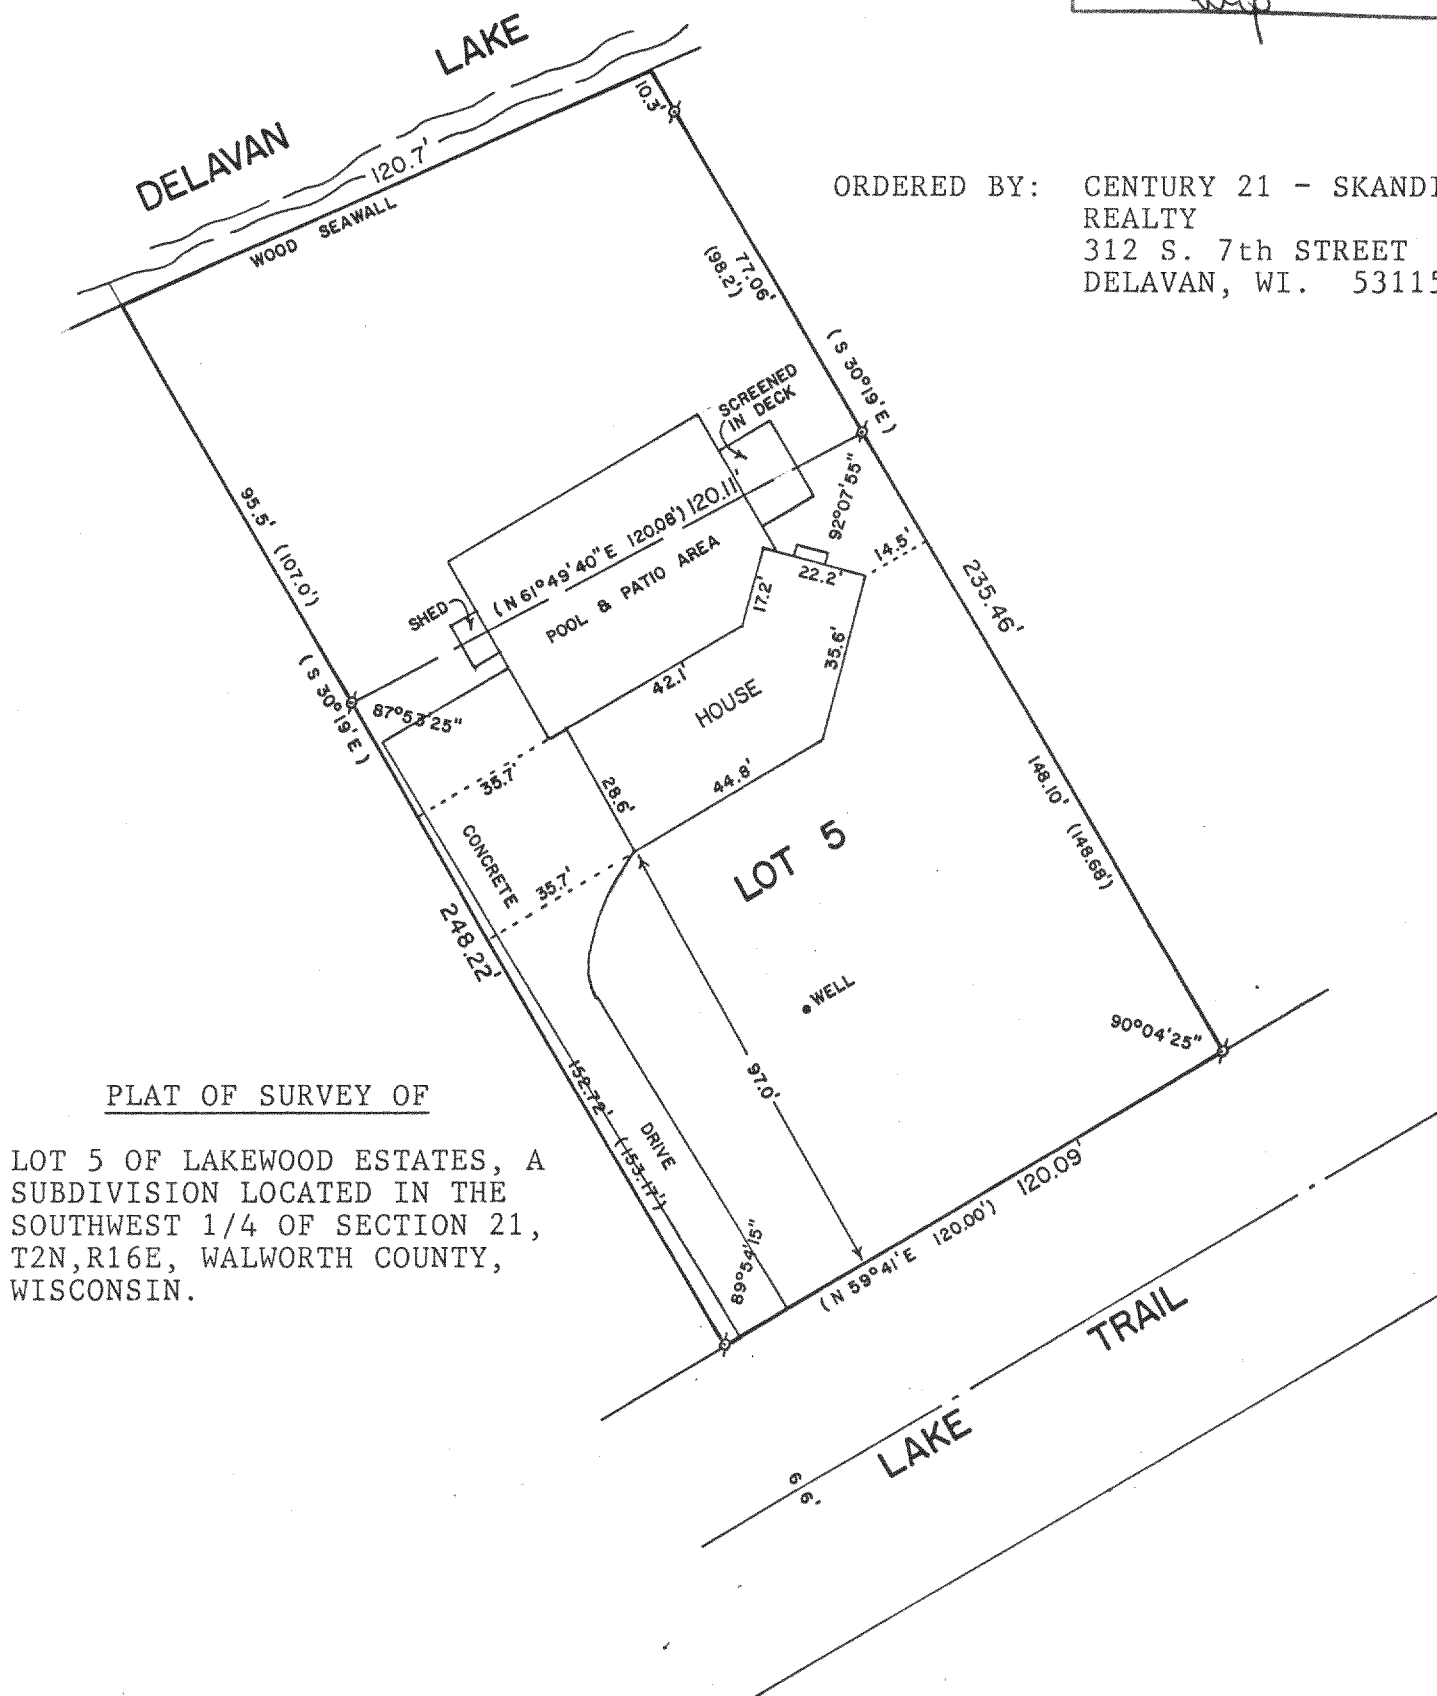 DELAVAN LAKE
120.7'
WOOD SEAWALL
10.3'
ORDERED BY: CENTURY 21 - SKANDI
REALTY
312 S. 7th STREET
DELAVAN, WI. 53115
77.06'
(98.2')
(S 30°19' E)
SCREENED
IN DECK
95.5' (107.0')
(N 61°49'40" E 120.08') 120.11'
92°07'55"
14.5'
SHED
POOL & PATIO AREA
17.2'
22.2'
235.46'
35.6'
42.1'
HOUSE
(S 30°19' E)
87°53'25"
35.7'
28.6'
44.8'
148.10' (148.68')
CONCRETE
LOT 5
35.7'
248.22'
WELL
90°04'25"
97.0'
152.72' (153.17')
DRIVE
PLAT OF SURVEY OF
LOT 5 OF LAKEWOOD ESTATES, A
SUBDIVISION LOCATED IN THE
SOUTHWEST 1/4 OF SECTION 21,
T2N,R16E, WALWORTH COUNTY,
WISCONSIN.
89°54'15"
(N 59°41' E 120.00') 120.09'
LAKE TRAIL
66'